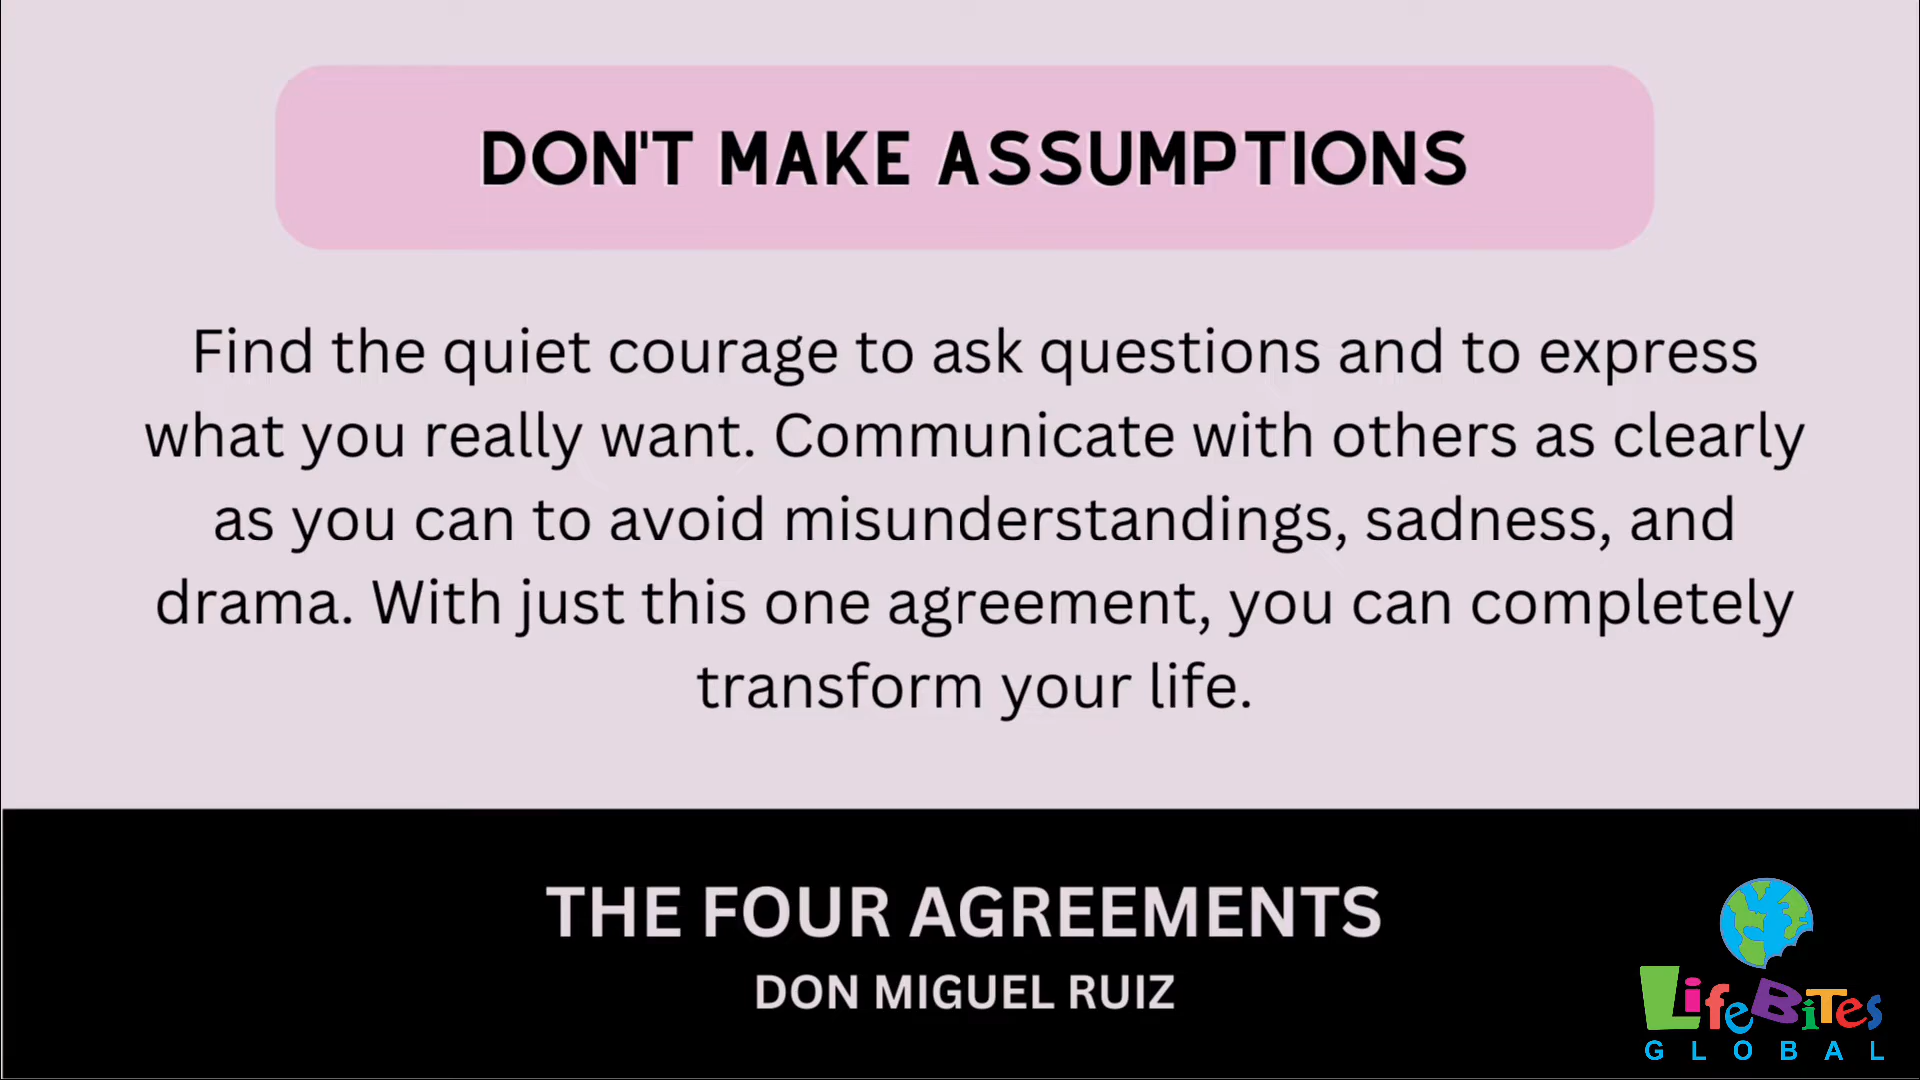 DON'T MAKE ASSUMPTIONS
Find the quiet courage to ask questions and to express
what you really want. Communicate with others as clearly
as you can to avoid misunderstandings, sadness, and
drama. With just this one agreement, you can completely
transform your life.
THE FOUR AGREEMENTS
DON MIGUEL RUIZ
LifeBiTes
GLOBAL